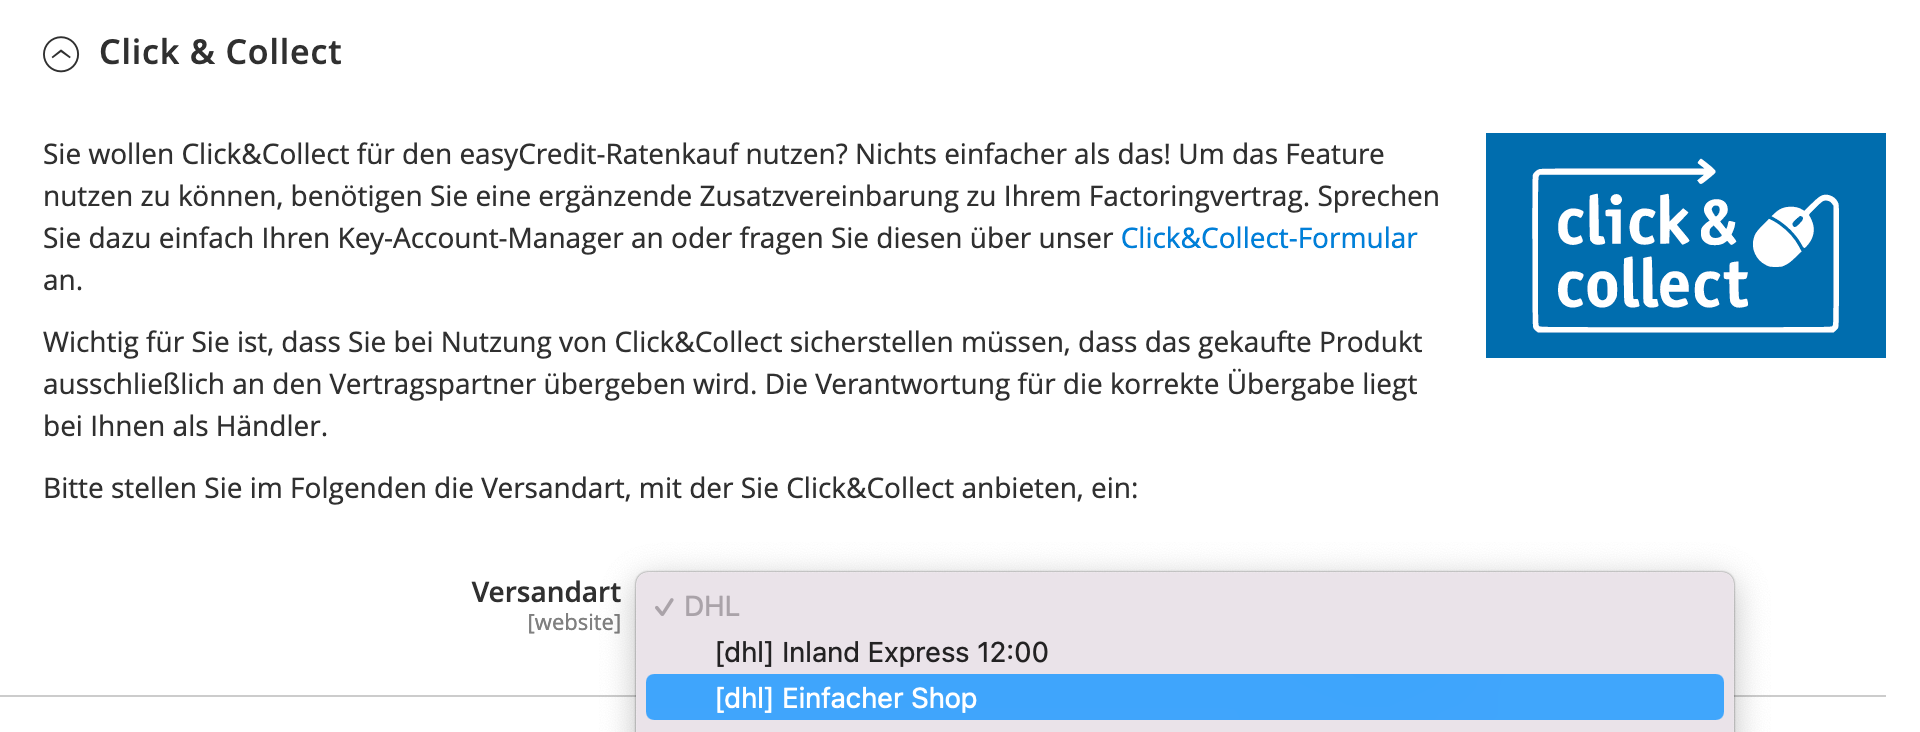 Click & Collect
Sie wollen Click&Collect für den easyCredit-Ratenkauf nutzen? Nichts einfacher als das! Um das Feature
nutzen zu können, benötigen Sie eine ergänzende Zusatzvereinbarung zu Ihrem Factoringvertrag. Sprechen
Sie dazu einfach Ihren Key-Account-Manager an oder fragen Sie diesen über unser Click&Collect-Formular
an.
click &
collect
Wichtig für Sie ist, dass Sie bei Nutzung von Click&Collect sicherstellen müssen, dass das gekaufte Produkt
ausschließlich an den Vertragspartner übergeben wird. Die Verantwortung für die korrekte Übergabe liegt
bei Ihnen als Händler.
Bitte stellen Sie im Folgenden die Versandart, mit der Sie Click&Collect anbieten, ein:
Versandart
[website]
DHL
[dhl] Inland Express 12:00
[dhl] Einfacher Shop